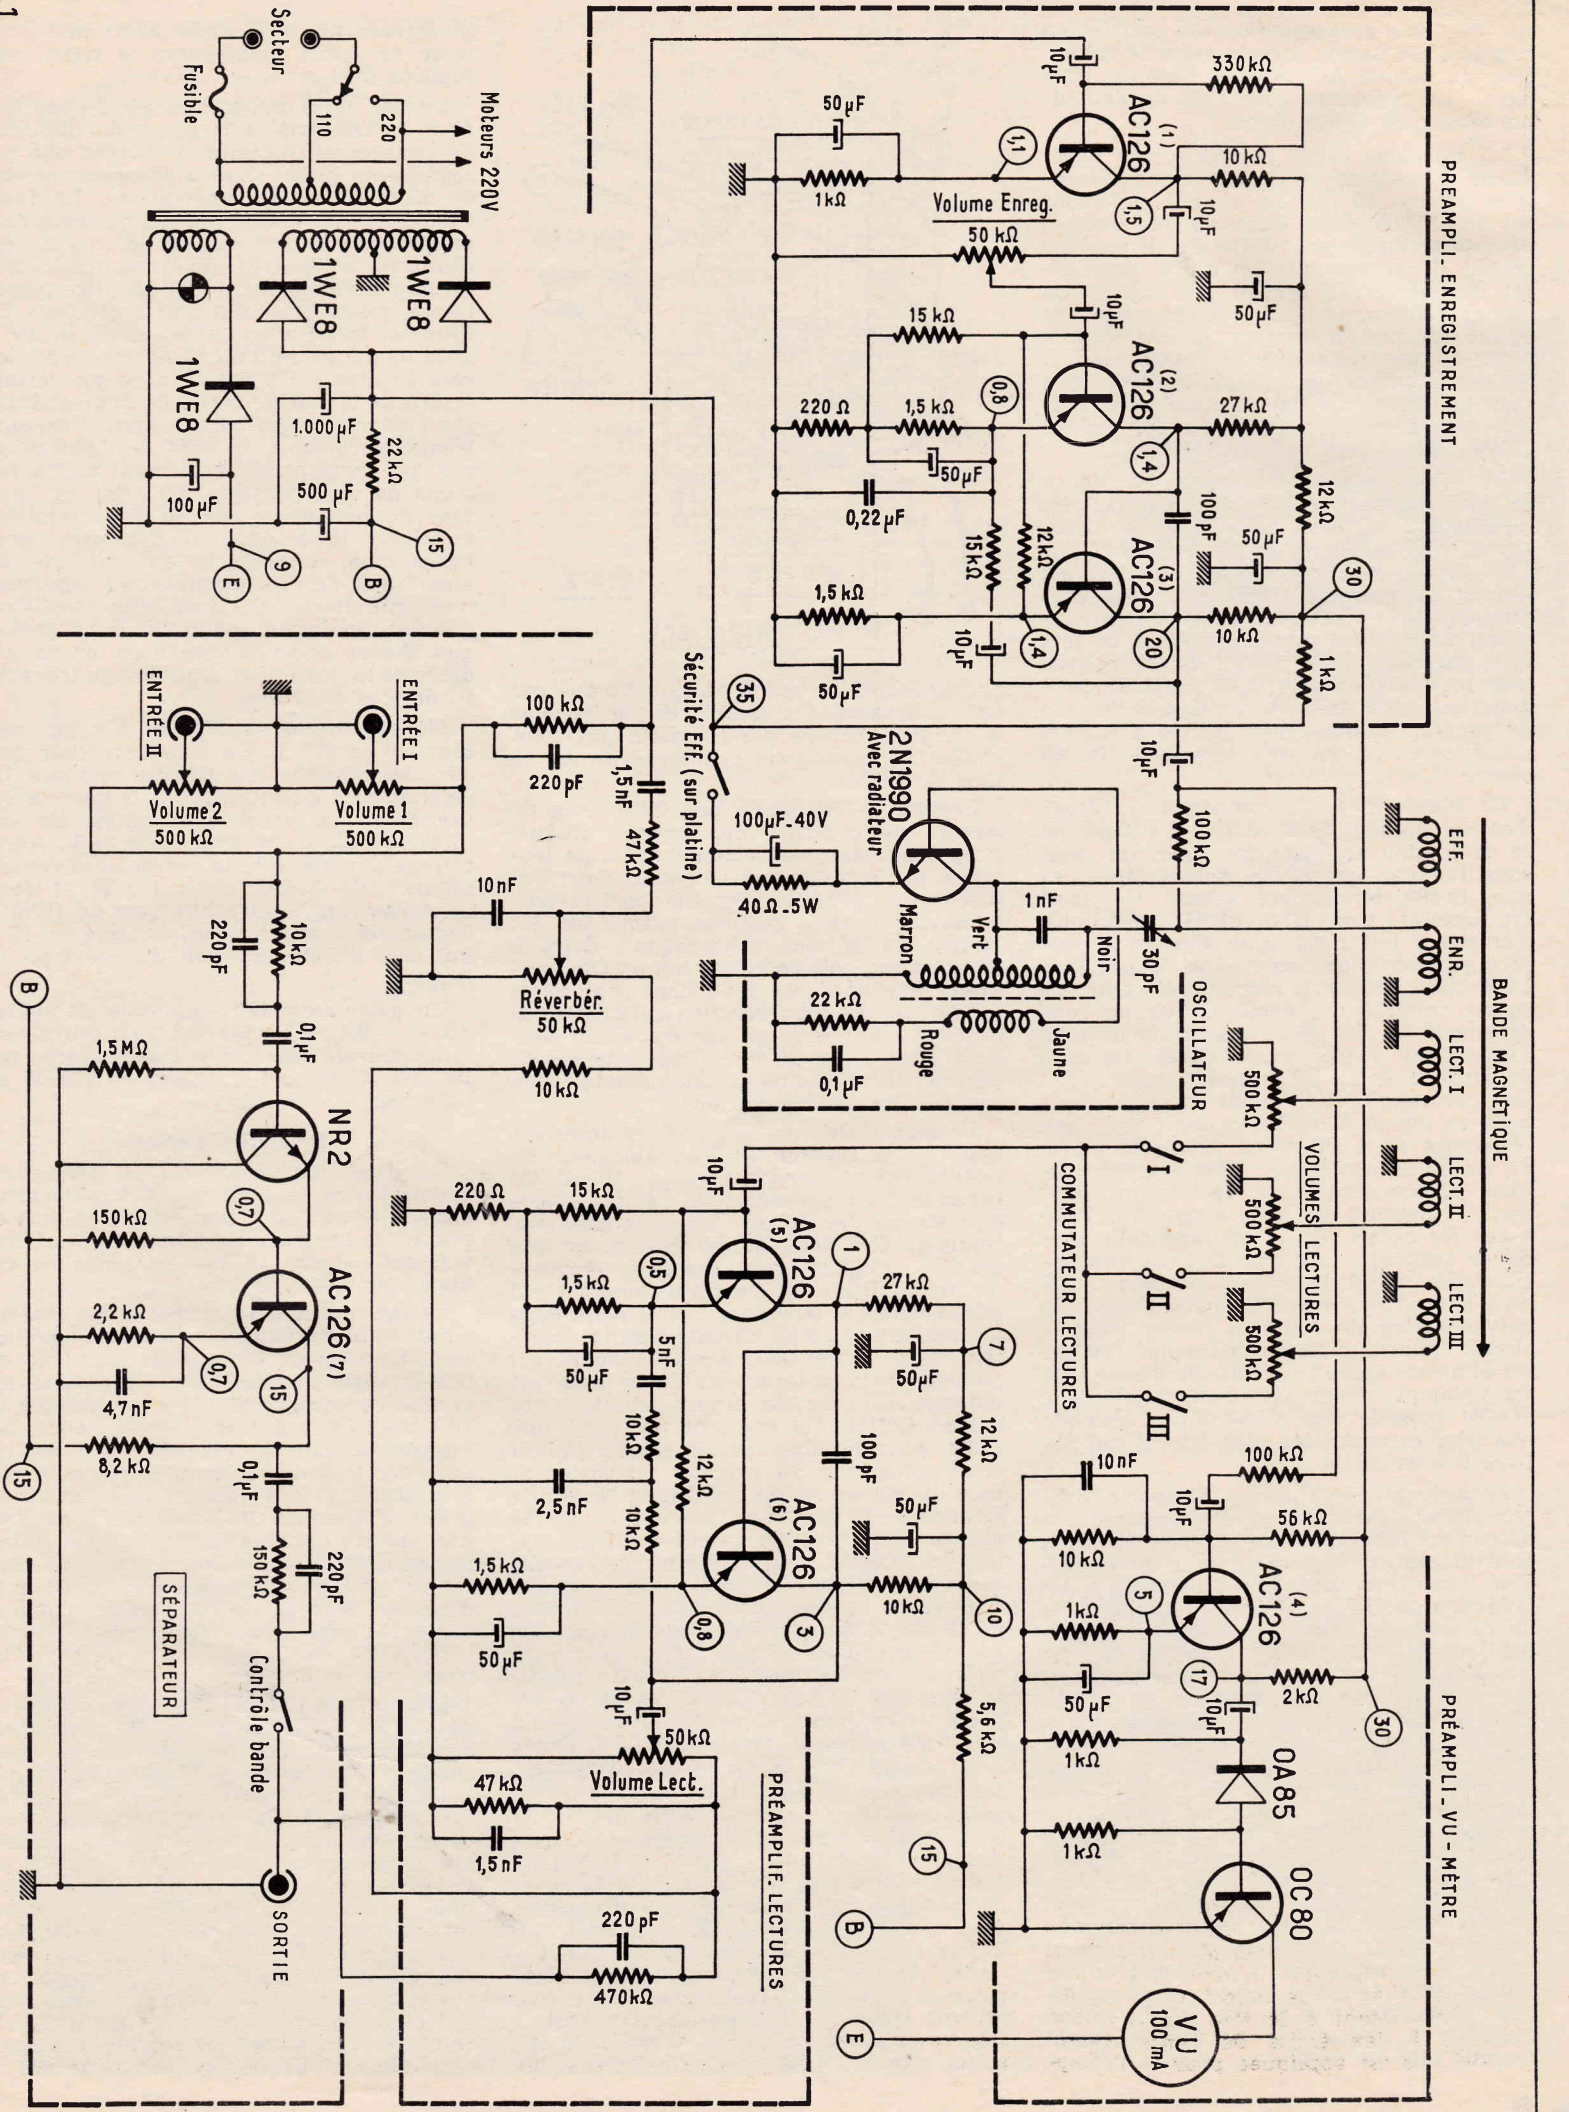 PREAMPLI. ENREGISTREMENT
330 kΩ
10 µF
AC126
(1)
50 µF
1,1
10 kΩ
1 kΩ
Volume Enreg.
50 kΩ
1,5
10 µF
50 µF
10 µF
15 kΩ
AC126
(2)
0,8
220 Ω
1,5 kΩ
27 kΩ
1,4
50 µF
0,22 µF
12 kΩ
100 pF
50 µF
15 kΩ
12 kΩ
AC126
(3)
30
1,5 kΩ
10 kΩ
10 µF
1,4
20
50 µF
1 kΩ
Secteur
Fusible
220
110
Moteurs 220V
1WE8
1WE8
1WE8
1.000 µF
22 kΩ
100 µF
500 µF
15
9
E
B
ENTRÉE I
ENTRÉE II
Volume 2
500 kΩ
Volume 1
500 kΩ
100 kΩ
220 pF
1,5 nF
47 kΩ
Sécurité Eff. (sur platine)
35
10 µF
2N1990
Avec radiateur
100 µF_40V
40Ω_5W
100 kΩ
EFF.
ENR.
LECT. I
LECT. II
LECT. III
BANDE MAGNÉTIQUE
1 nF
Marron
Vert
Noir
30 pF
22 kΩ
Rouge
Jaune
0,1 µF
OSCILLATEUR
10 nF
Réverbér.
50 kΩ
10 kΩ
10 kΩ
220 pF
0,1 µF
B
1,5 MΩ
NR2
0,7
150 kΩ
AC126 (7)
2,2 kΩ
0,7
15
4,7 nF
8,2 kΩ
15
0,1 µF
220 pF
150 kΩ
SÉPARATEUR
Contrôle bande
SORTIE
500 kΩ
500 kΩ
500 kΩ
VOLUMES LECTURES
I
II
III
COMMUTATEUR LECTURES
10 µF
220 Ω
15 kΩ
AC126
(5)
1
0,5
1,5 kΩ
27 kΩ
7
5 nF
50 µF
50 µF
10 kΩ
12 kΩ
12 kΩ
100 pF
2,5 nF
10 kΩ
AC126
(6)
50 µF
1,5 kΩ
10 kΩ
10
50 µF
0,8
3
10 µF
50 kΩ
Volume Lect.
47 kΩ
1,5 nF
5,6 kΩ
15
B
PRÉAMPLIF. LECTURES
220 pF
470 kΩ
100 kΩ
10 nF
10 µF
10 kΩ
56 kΩ
AC126
(4)
5
1 kΩ
50 µF
17
2 kΩ
30
10 µF
1 kΩ
OA85
1 kΩ
OC80
PRÉAMPLI_VU-MÈTRE
VU
100 mA
E